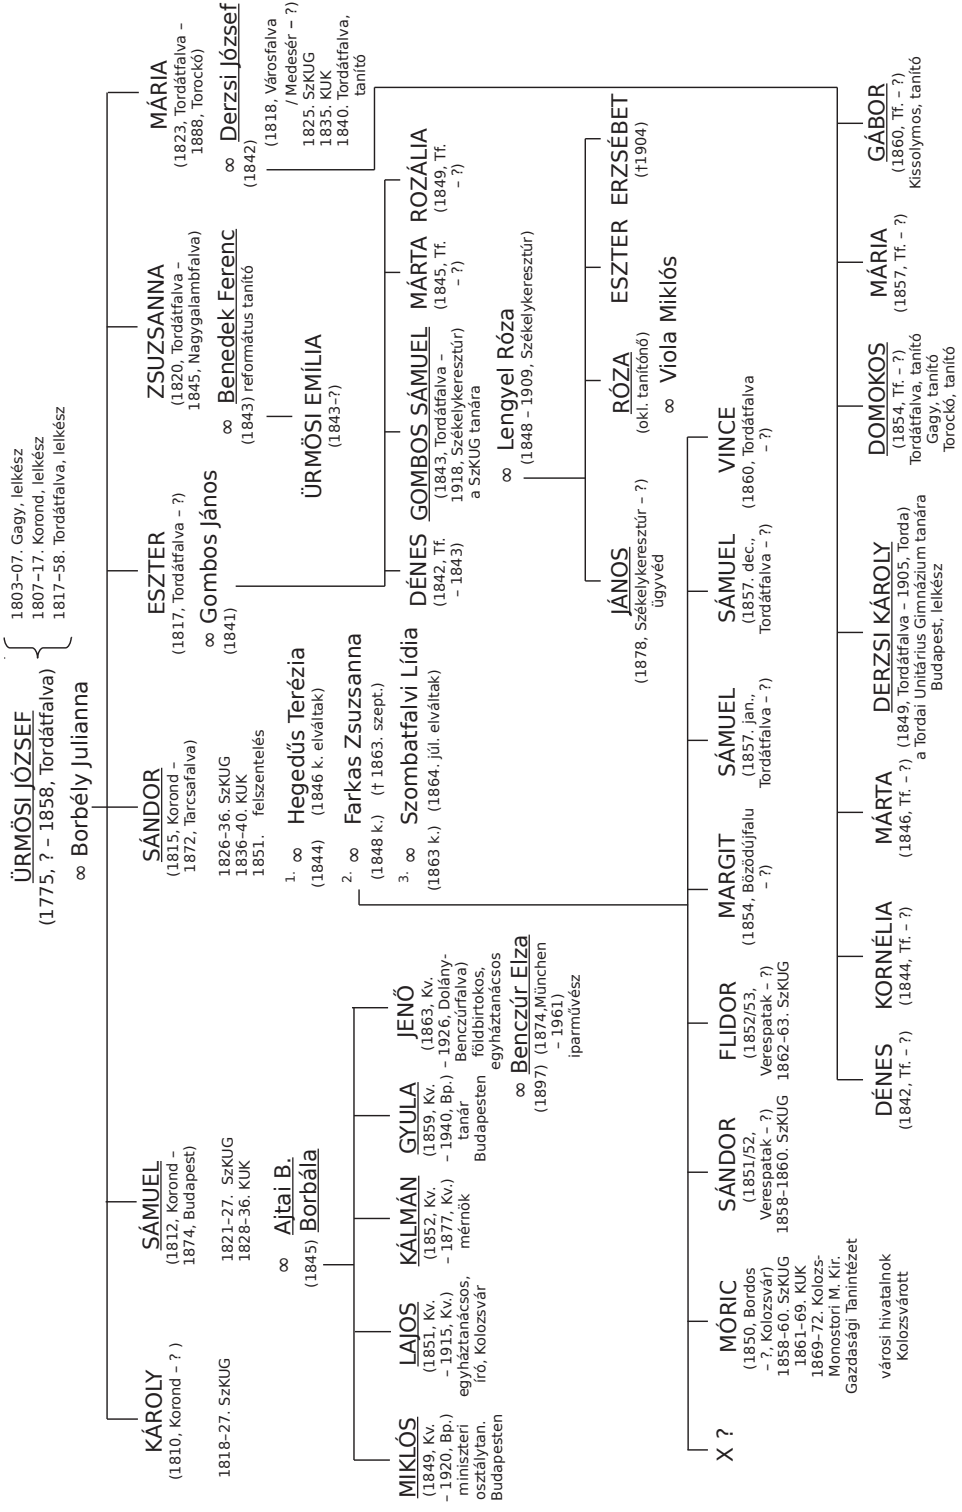 ÜRMÖSI JÓZSEF
(1775, ? – 1858, Tordátfalva)
∞ Borbély Julianna
1803–07. Gagy, lelkész
1807–17. Korond, lelkész
1817–58. Tordátfalva, lelkész
KÁROLY
(1810, Korond – ? )
1818–27. SzKUG
SÁMUEL
(1812, Korond –
1874, Budapest)
1821–27. SzKUG
1828–36. KUK
∞ Ajtai B.
(1845) Borbála
SÁNDOR
(1815, Korond –
1872, Tarcsafalva)
1826–36. SzKUG
1836–40. KUK
1851. felszentelés
1. ∞ Hegedűs Terézia
(1844) (1846 k. elváltak)
2. ∞ Farkas Zsuzsanna
(1848 k.) († 1863. szept.)
3. ∞ Szombatfalvi Lídia
(1863 k.) (1864. júl. elváltak)
ESZTER
(1817, Tordátfalva – ?)
∞ Gombos János
(1841)
ZSUZSANNA
(1820, Tordátfalva –
1845, Nagygalambfalva)
∞ Benedek Ferenc
(1843) református tanító
ÜRMÖSI EMÍLIA
(1843–?)
MÁRIA
(1823, Tordátfalva –
1888, Torockó)
∞ Derzsi József
(1842)
(1818, Városfalva
/ Medesér – ?)
1825. SzKUG
1835. KUK
1840. Tordátfalva,
tanító
MIKLÓS
(1849, Kv.
– 1920, Bp.)
miniszteri
osztálytan.
Budapesten
LAJOS
(1851, Kv.
– 1915, Kv.)
egyháztanácsos,
író, Kolozsvár
KÁLMÁN
(1852, Kv.
– 1877, Kv.)
mérnök
GYULA
(1859, Kv.
– 1940, Bp.)
tanár
Budapesten
JENŐ
(1863, Kv.
– 1926, Dolány-
Benczúrfalva)
földbirtokos,
egyháztanácsos
∞ Benczúr Elza
(1897) (1874,München
– 1961)
iparművész
DÉNES
(1842, Tf.
– 1843)
GOMBOS SÁMUEL
(1843, Tordátfalva –
1918, Székelykeresztúr)
a SzKUG tanára
MÁRTA
(1845, Tf.
– ?)
ROZÁLIA
(1849, Tf.
– ?)
∞ Lengyel Róza
(1848 – 1909, Székelykeresztúr)
JÁNOS
(1878, Székelykeresztúr – ?)
ügyvéd
RÓZA
(okl. tanítónő)
∞ Viola Miklós
ESZTER
ERZSÉBET
(†1904)
X ?
MÓRIC
(1850, Bordos
– ?, Kolozsvár)
1858–60. SzKUG
1861–69. KUK
1869–72. Kolozs-
Monostori M. Kir.
Gazdasági Tanintézet
városi hivatalnok
Kolozsvárott
SÁNDOR
(1851/52,
Verespatak – ?)
1858–1860. SzKUG
FLIDOR
(1852/53,
Verespatak – ?)
1862–63. SzKUG
MARGIT
(1854, Bözödújfalu
– ?)
SÁMUEL
(1857. jan.,
Tordátfalva – ?)
SÁMUEL
(1857. dec.,
Tordátfalva – ?)
VINCE
(1860, Tordátfalva
– ?)
DÉNES
(1842, Tf. – ?)
KORNÉLIA
(1844, Tf. – ?)
MÁRTA
(1846, Tf. – ?)
DERZSI KÁROLY
(1849, Tordátfalva – 1905, Torda)
a Tordai Unitárius Gimnázium tanára
Budapest, lelkész
DOMOKOS
(1854, Tf. – ?)
Tordátfalva, tanító
Gagy, tanító
Torockó, tanító
MÁRIA
(1857, Tf. – ?)
GÁBOR
(1860, Tf. – ?)
Kissolymos, tanító